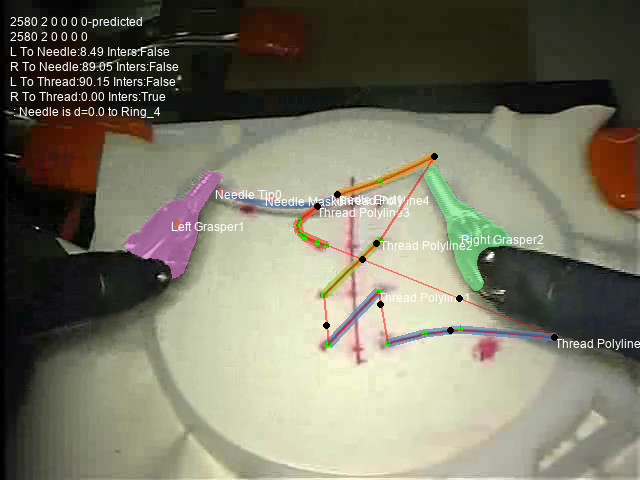 2580 2 0 0 0 0-predicted
2580 2 0 0 0 0
L To Needle:8.49 Inters:False
R To Needle:89.05 Inters:False
L To Thread:90.15 Inters:False
R To Thread:0.00 Inters:True
: Needle is d=0.0 to Ring_4
Needle Tip0
Needle
Polyline4
Thread Polyline3
Left Grasper1
Right Grasper2
Thread Polyline2
Thread Polyline1
Thread Polyline